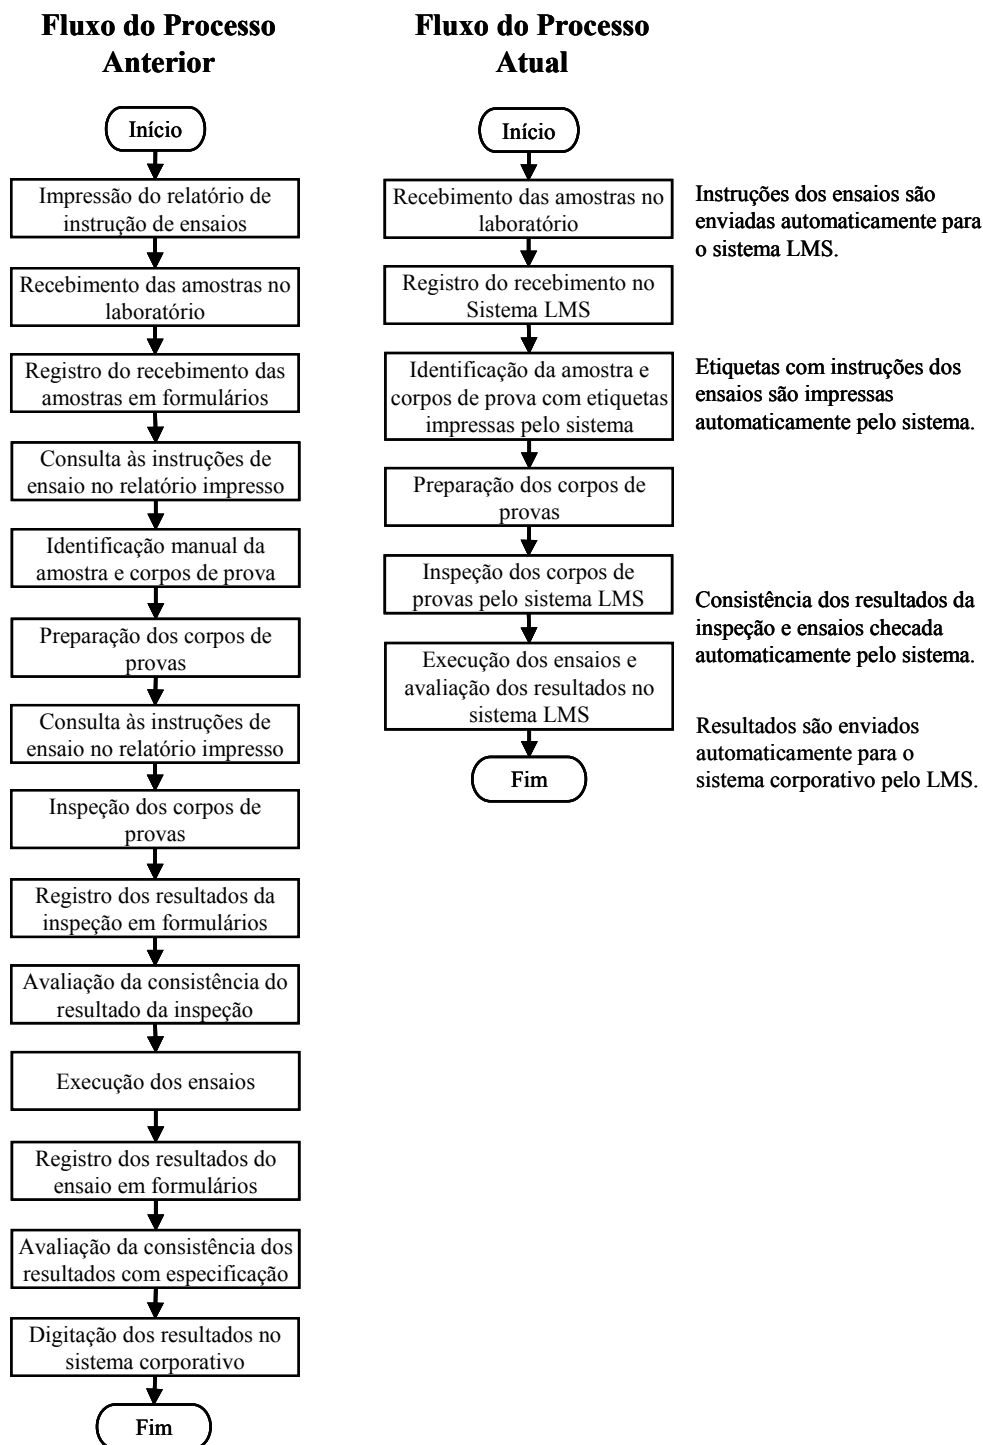 Fluxo do Processo
Anterior
Início
Impressão do relatório de
instrução de ensaios
Recebimento das amostras no
laboratório
Registro do recebimento das
amostras em formulários
Consulta às instruções de
ensaio no relatório impresso
Identificação manual da
amostra e corpos de prova
Preparação dos corpos de
provas
Consulta às instruções de
ensaio no relatório impresso
Inspeção dos corpos de
provas
Registro dos resultados da
inspeção em formulários
Avaliação da consistência do
resultado da inspeção
Execução dos ensaios
Registro dos resultados do
ensaio em formulários
Avaliação da consistência dos
resultados com especificação
Digitação dos resultados no
sistema corporativo
Fim
Fluxo do Processo
Atual
Início
Recebimento das amostras no
laboratório
Registro do recebimento no
Sistema LMS
Identificação da amostra e
corpos de prova com etiquetas
impressas pelo sistema
Preparação dos corpos de
provas
Inspeção dos corpos de
provas pelo sistema LMS
Execução dos ensaios e
avaliação dos resultados no
sistema LMS
Fim
Instruções dos ensaios são
enviadas automaticamente para
o sistema LMS.
Etiquetas com instruções dos
ensaios são impressas
automaticamente pelo sistema.
Consistência dos resultados da
inspeção e ensaios checada
automaticamente pelo sistema.
Resultados são enviados
automaticamente para o
sistema corporativo pelo LMS.